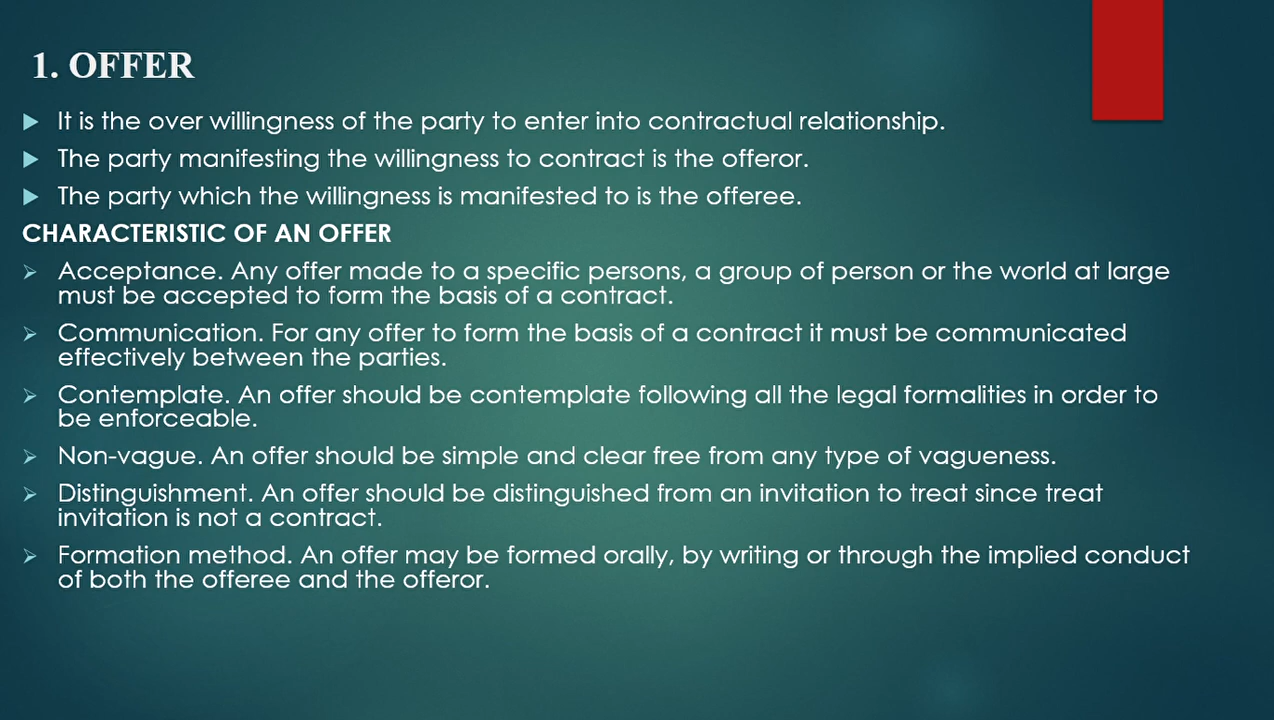 1. OFFER
It is the over willingness of the party to enter into contractual relationship.
The party manifesting the willingness to contract is the offeror.
The party which the willingness is manifested to is the offeree.
CHARACTERISTIC OF AN OFFER
Acceptance. Any offer made to a specific persons, a group of person or the world at large
must be accepted to form the basis of a contract.
Communication. For any offer to form the basis of a contract it must be communicated
effectively between the parties.
Contemplate. An offer should be contemplate following all the legal formalities in order to
be enforceable.
Non-vague. An offer should be simple and clear free from any type of vagueness.
Distinguishment. An offer should be distinguished from an invitation to treat since treat
invitation is not a contract.
Formation method. An offer may be formed orally, by writing or through the implied conduct
of both the offeree and the offeror.